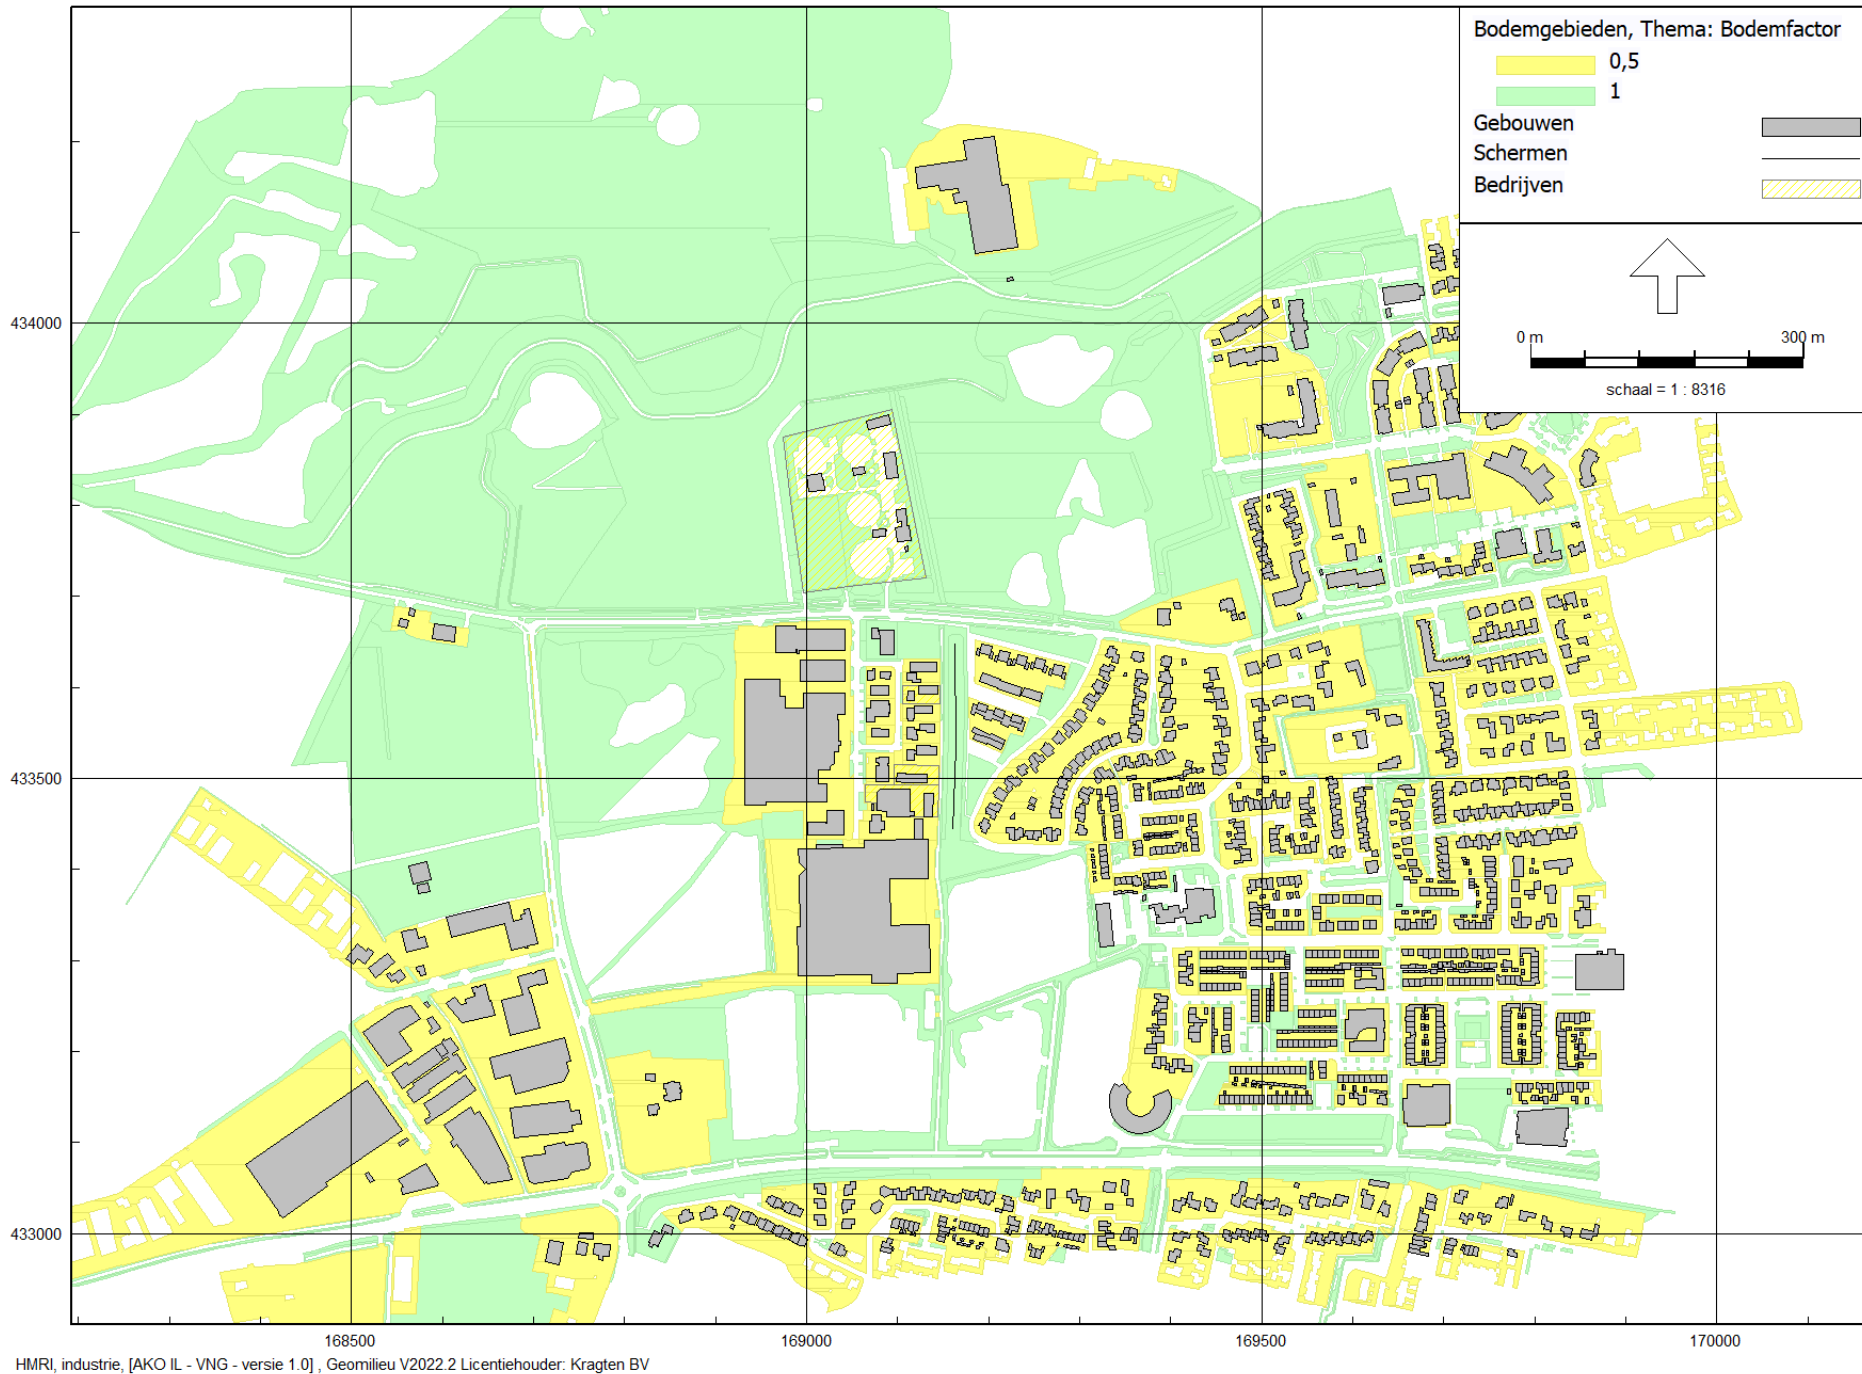 Bodemgebieden, Thema: Bodemfactor
0,5
1
Gebouwen
Schermen
Bedrijven
0 m 300 m
schaal = 1 : 8316
434000
433500
433000
168500 169000 169500 170000
HMRI, industrie, [AKO IL - VNG - versie 1.0] , Geomilieu V2022.2 Licentiehouder: Kragten BV